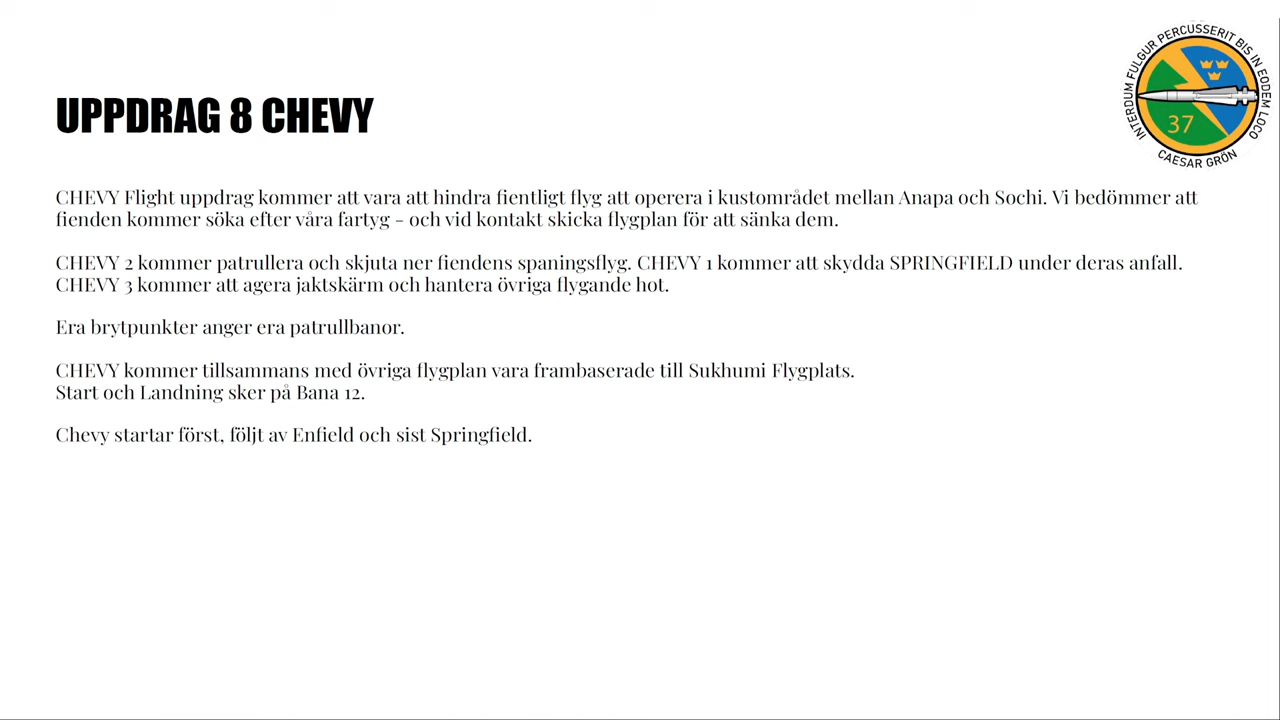 INTERDUM FULGUR PERCUSSERIT BIS IN EODEM LOCO
37
CAESAR GRÖN
UPPDRAG 8 CHEVY
CHEVY Flight uppdrag kommer att vara att hindra fientligt flyg att operera i kustområdet mellan Anapa och Sochi. Vi bedömmer att
fienden kommer söka efter våra fartyg – och vid kontakt skicka flygplan för att sänka dem.
CHEVY 2 kommer patrullera och skjuta ner fiendens spaningsflyg. CHEVY 1 kommer att skydda SPRINGFIELD under deras anfall.
CHEVY 3 kommer att agera jaktskärm och hantera övriga flygande hot.
Era brytpunkter anger era patrullbanor.
CHEVY kommer tillsammans med övriga flygplan vara frambaserade till Sukhumi Flygplats.
Start och Landning sker på Bana 12.
Chevy startar först, följt av Enfield och sist Springfield.